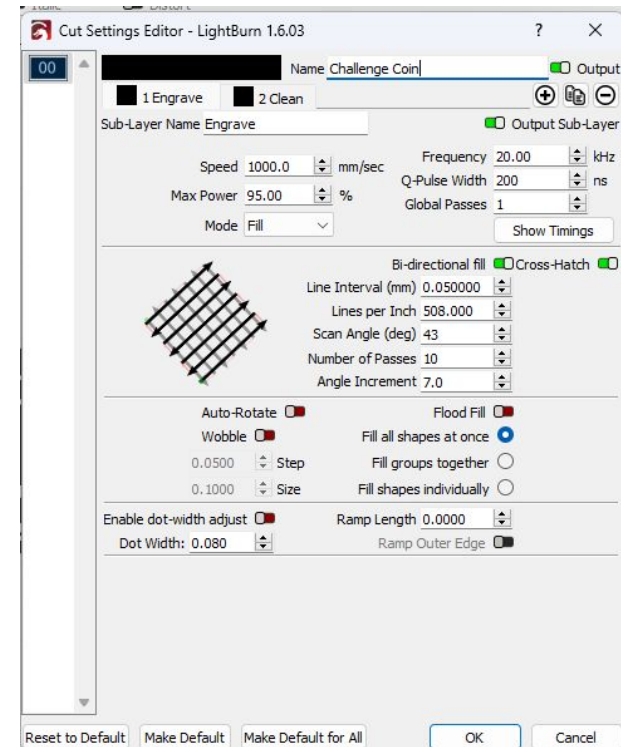 Italic Distort
Cut Settings Editor - LightBurn 1.6.03 ? X
00 Name Challenge Coin Output
1 Engrave 2 Clean
Sub-Layer Name Engrave Output Sub-Layer
Speed 1000.0 mm/sec Frequency 20.00 kHz
Max Power 95.00 % Q-Pulse Width 200 ns
Mode Fill Global Passes 1
Show Timings
Bi-directional fill Cross-Hatch
Line Interval (mm) 0.050000
Lines per Inch 508.000
Scan Angle (deg) 43
Number of Passes 10
Angle Increment 7.0
Auto-Rotate Flood Fill
Wobble Fill all shapes at once
0.0500 Step Fill groups together
0.1000 Size Fill shapes individually
Enable dot-width adjust Ramp Length 0.0000
Dot Width: 0.080 Ramp Outer Edge
Reset to Default Make Default Make Default for All OK Cancel